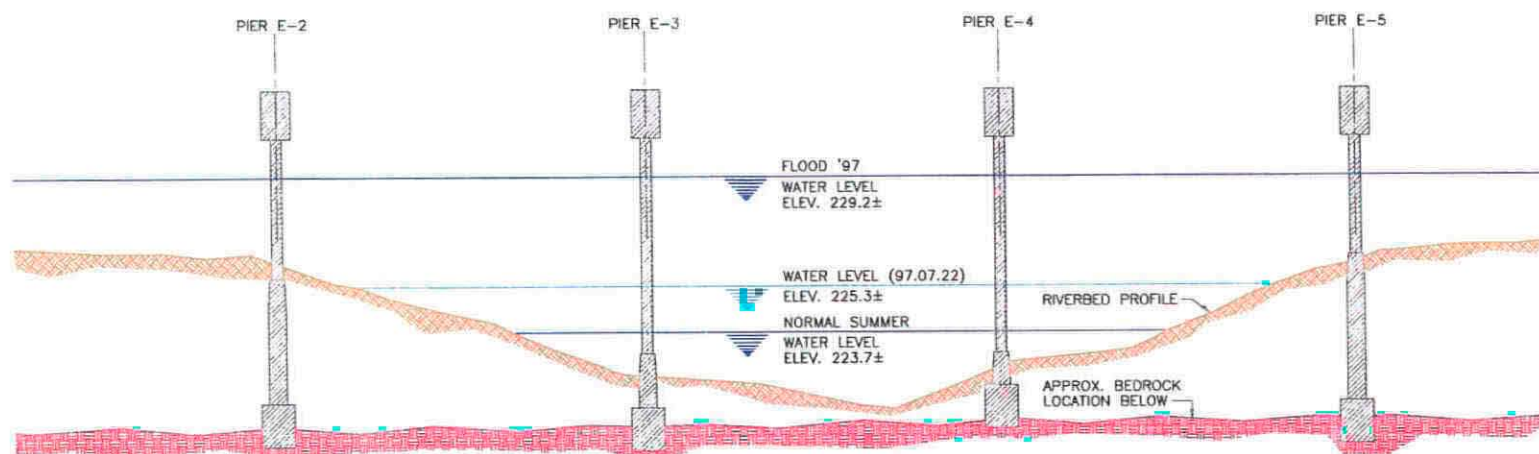 PIER E-2
PIER E-3
PIER E-4
PIER E-5
FLOOD '97
WATER LEVEL
ELEV. 229.2±
WATER LEVEL (97.07.22)
ELEV. 225.3±
RIVERBED PROFILE
NORMAL SUMMER
WATER LEVEL
ELEV. 223.7±
APPROX. BEDROCK
LOCATION BELOW